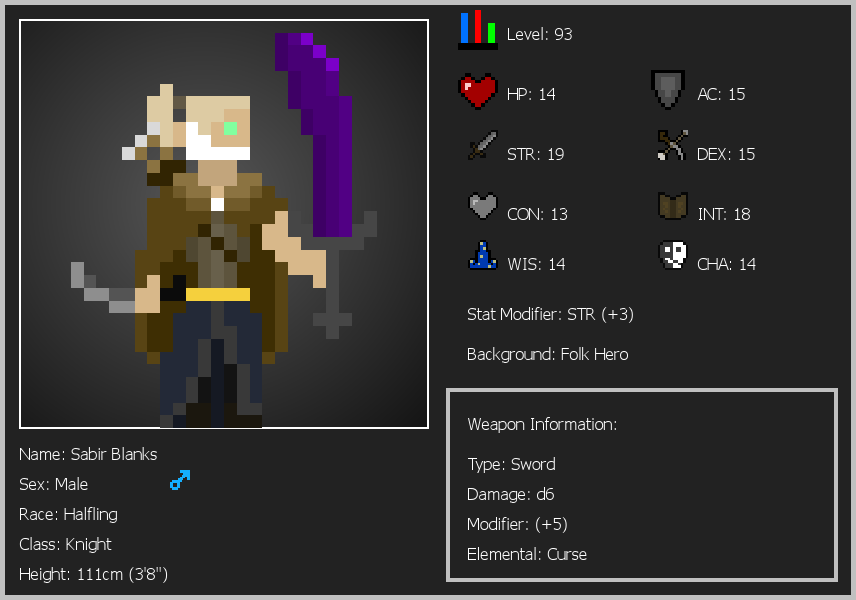 Level: 93
HP: 14
AC: 15
STR: 19
DEX: 15
CON: 13
INT: 18
WIS: 14
CHA: 14
Stat Modifier: STR (+3)
Background: Folk Hero
Weapon Information:
Type: Sword
Damage: d6
Modifier: (+5)
Elemental: Curse
Name: Sabir Blanks
Sex: Male
Race: Halfling
Class: Knight
Height: 111cm (3'8")